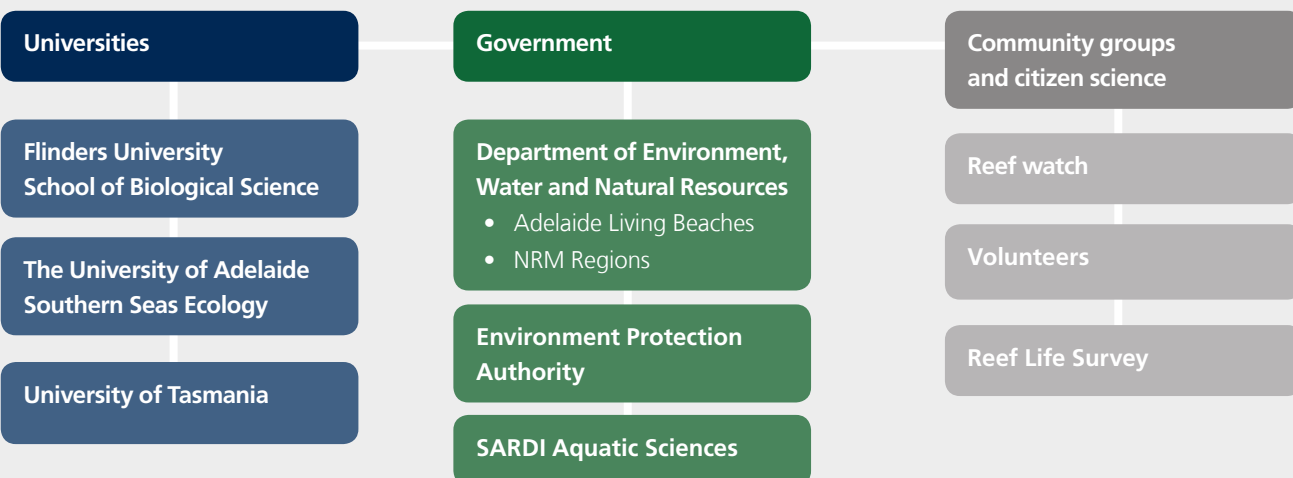 Universities
Flinders University
School of Biological Science
The University of Adelaide
Southern Seas Ecology
University of Tasmania
Government
Department of Environment,
Water and Natural Resources
• Adelaide Living Beaches
• NRM Regions
Environment Protection
Authority
SARDI Aquatic Sciences
Community groups
and citizen science
Reef watch
Volunteers
Reef Life Survey